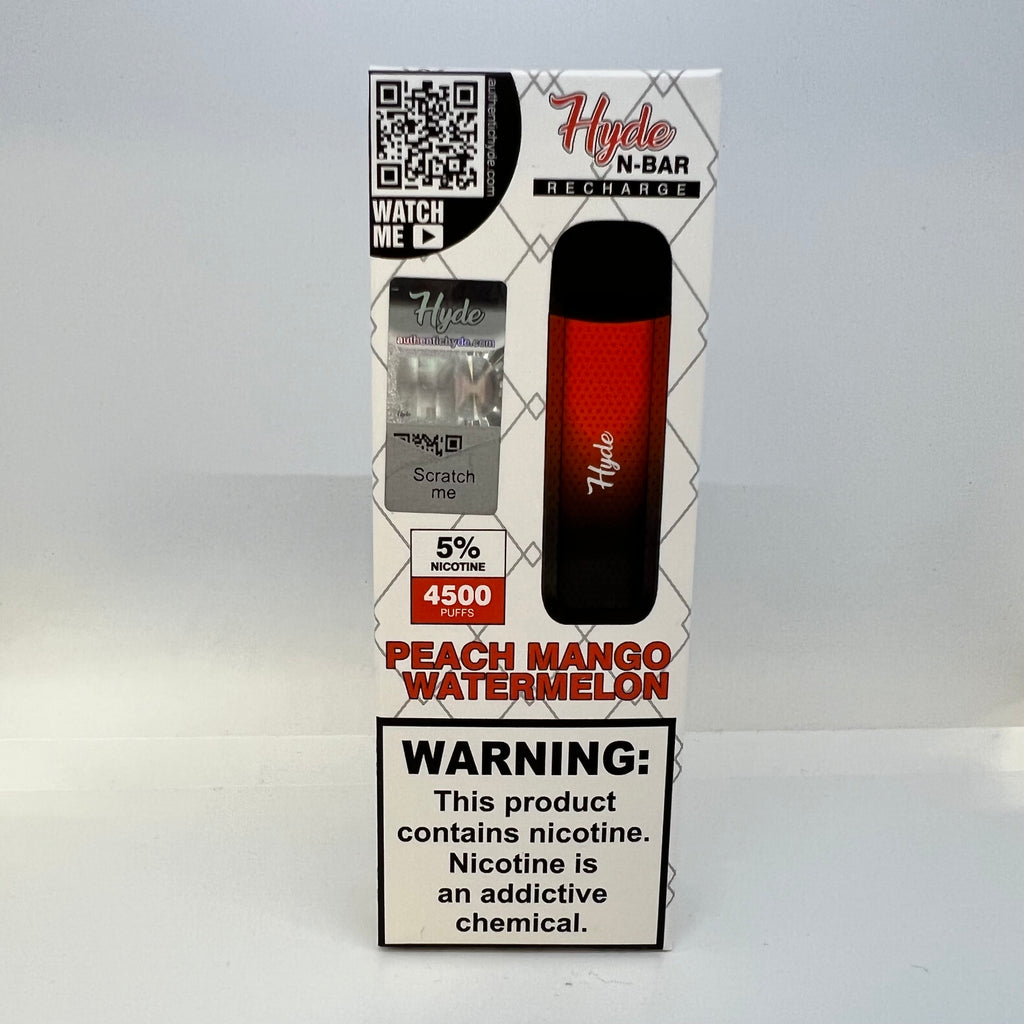 authentichyde.com
WATCH
ME
Hyde
N-BAR
RECHARGE
Hyde
authentichyde.com
Scratch
me
Hyde
5%
NICOTINE
4500
PUFFS
PEACH MANGO
WATERMELON
WARNING:
This product
contains nicotine.
Nicotine is
an addictive
chemical.